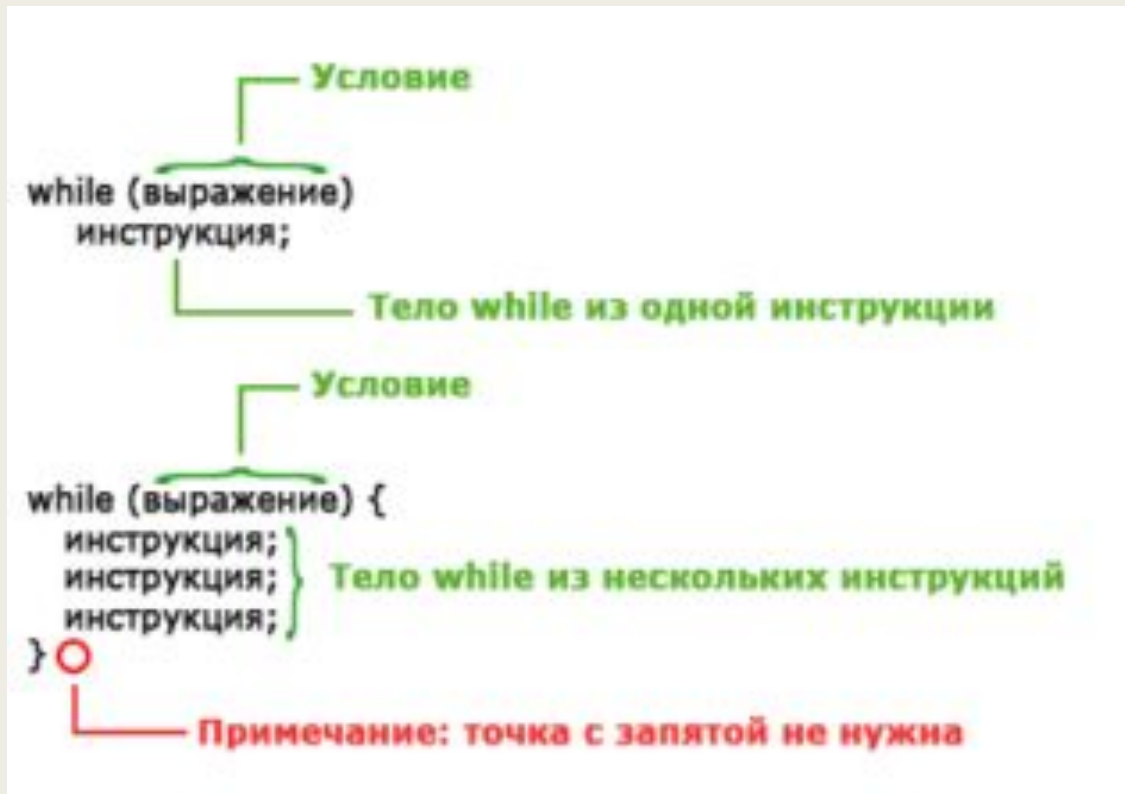 Условие
while (выражение)
инструкция;
Тело while из одной инструкции
Условие
while (выражение) {
инструкция;
инструкция;
инструкция;
Тело while из нескольких инструкций
}
Примечание: точка с запятой не нужна